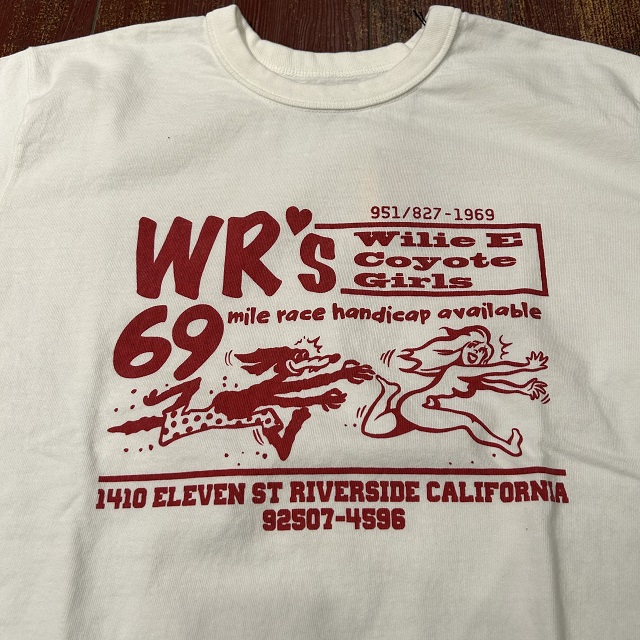 951/827-1969
WR's
Wilie E
Coyote
Girls
69 mile race handicap available
1410 ELEVEN ST RIVERSIDE CALIFORNIA
92507-4596